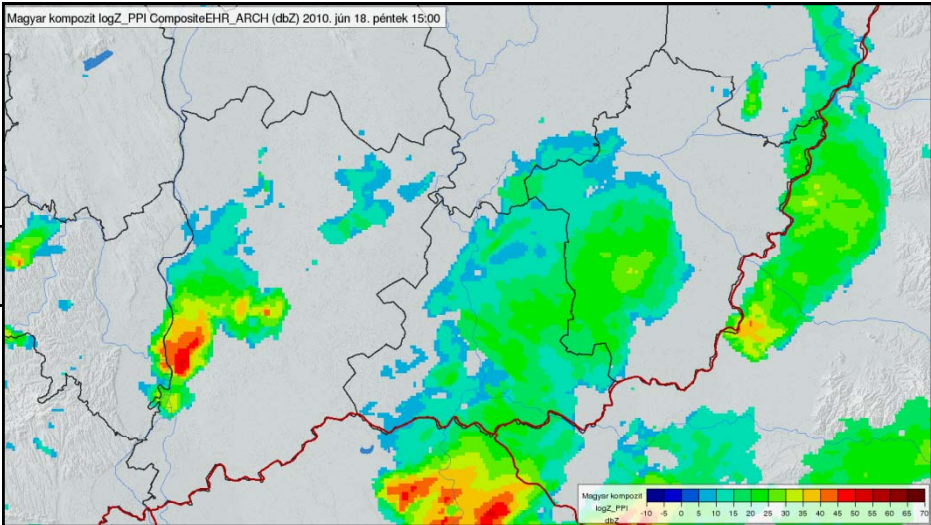 Magyar kompozit logZ_PPI CompositeEHR_ARCH (dbZ) 2010. jún 18. péntek 15:00
Magyar kompozit
logZ_PPI
dbZ
-10 -5 0 5 10 15 20 25 30 35 40 45 50 55 60 65 70